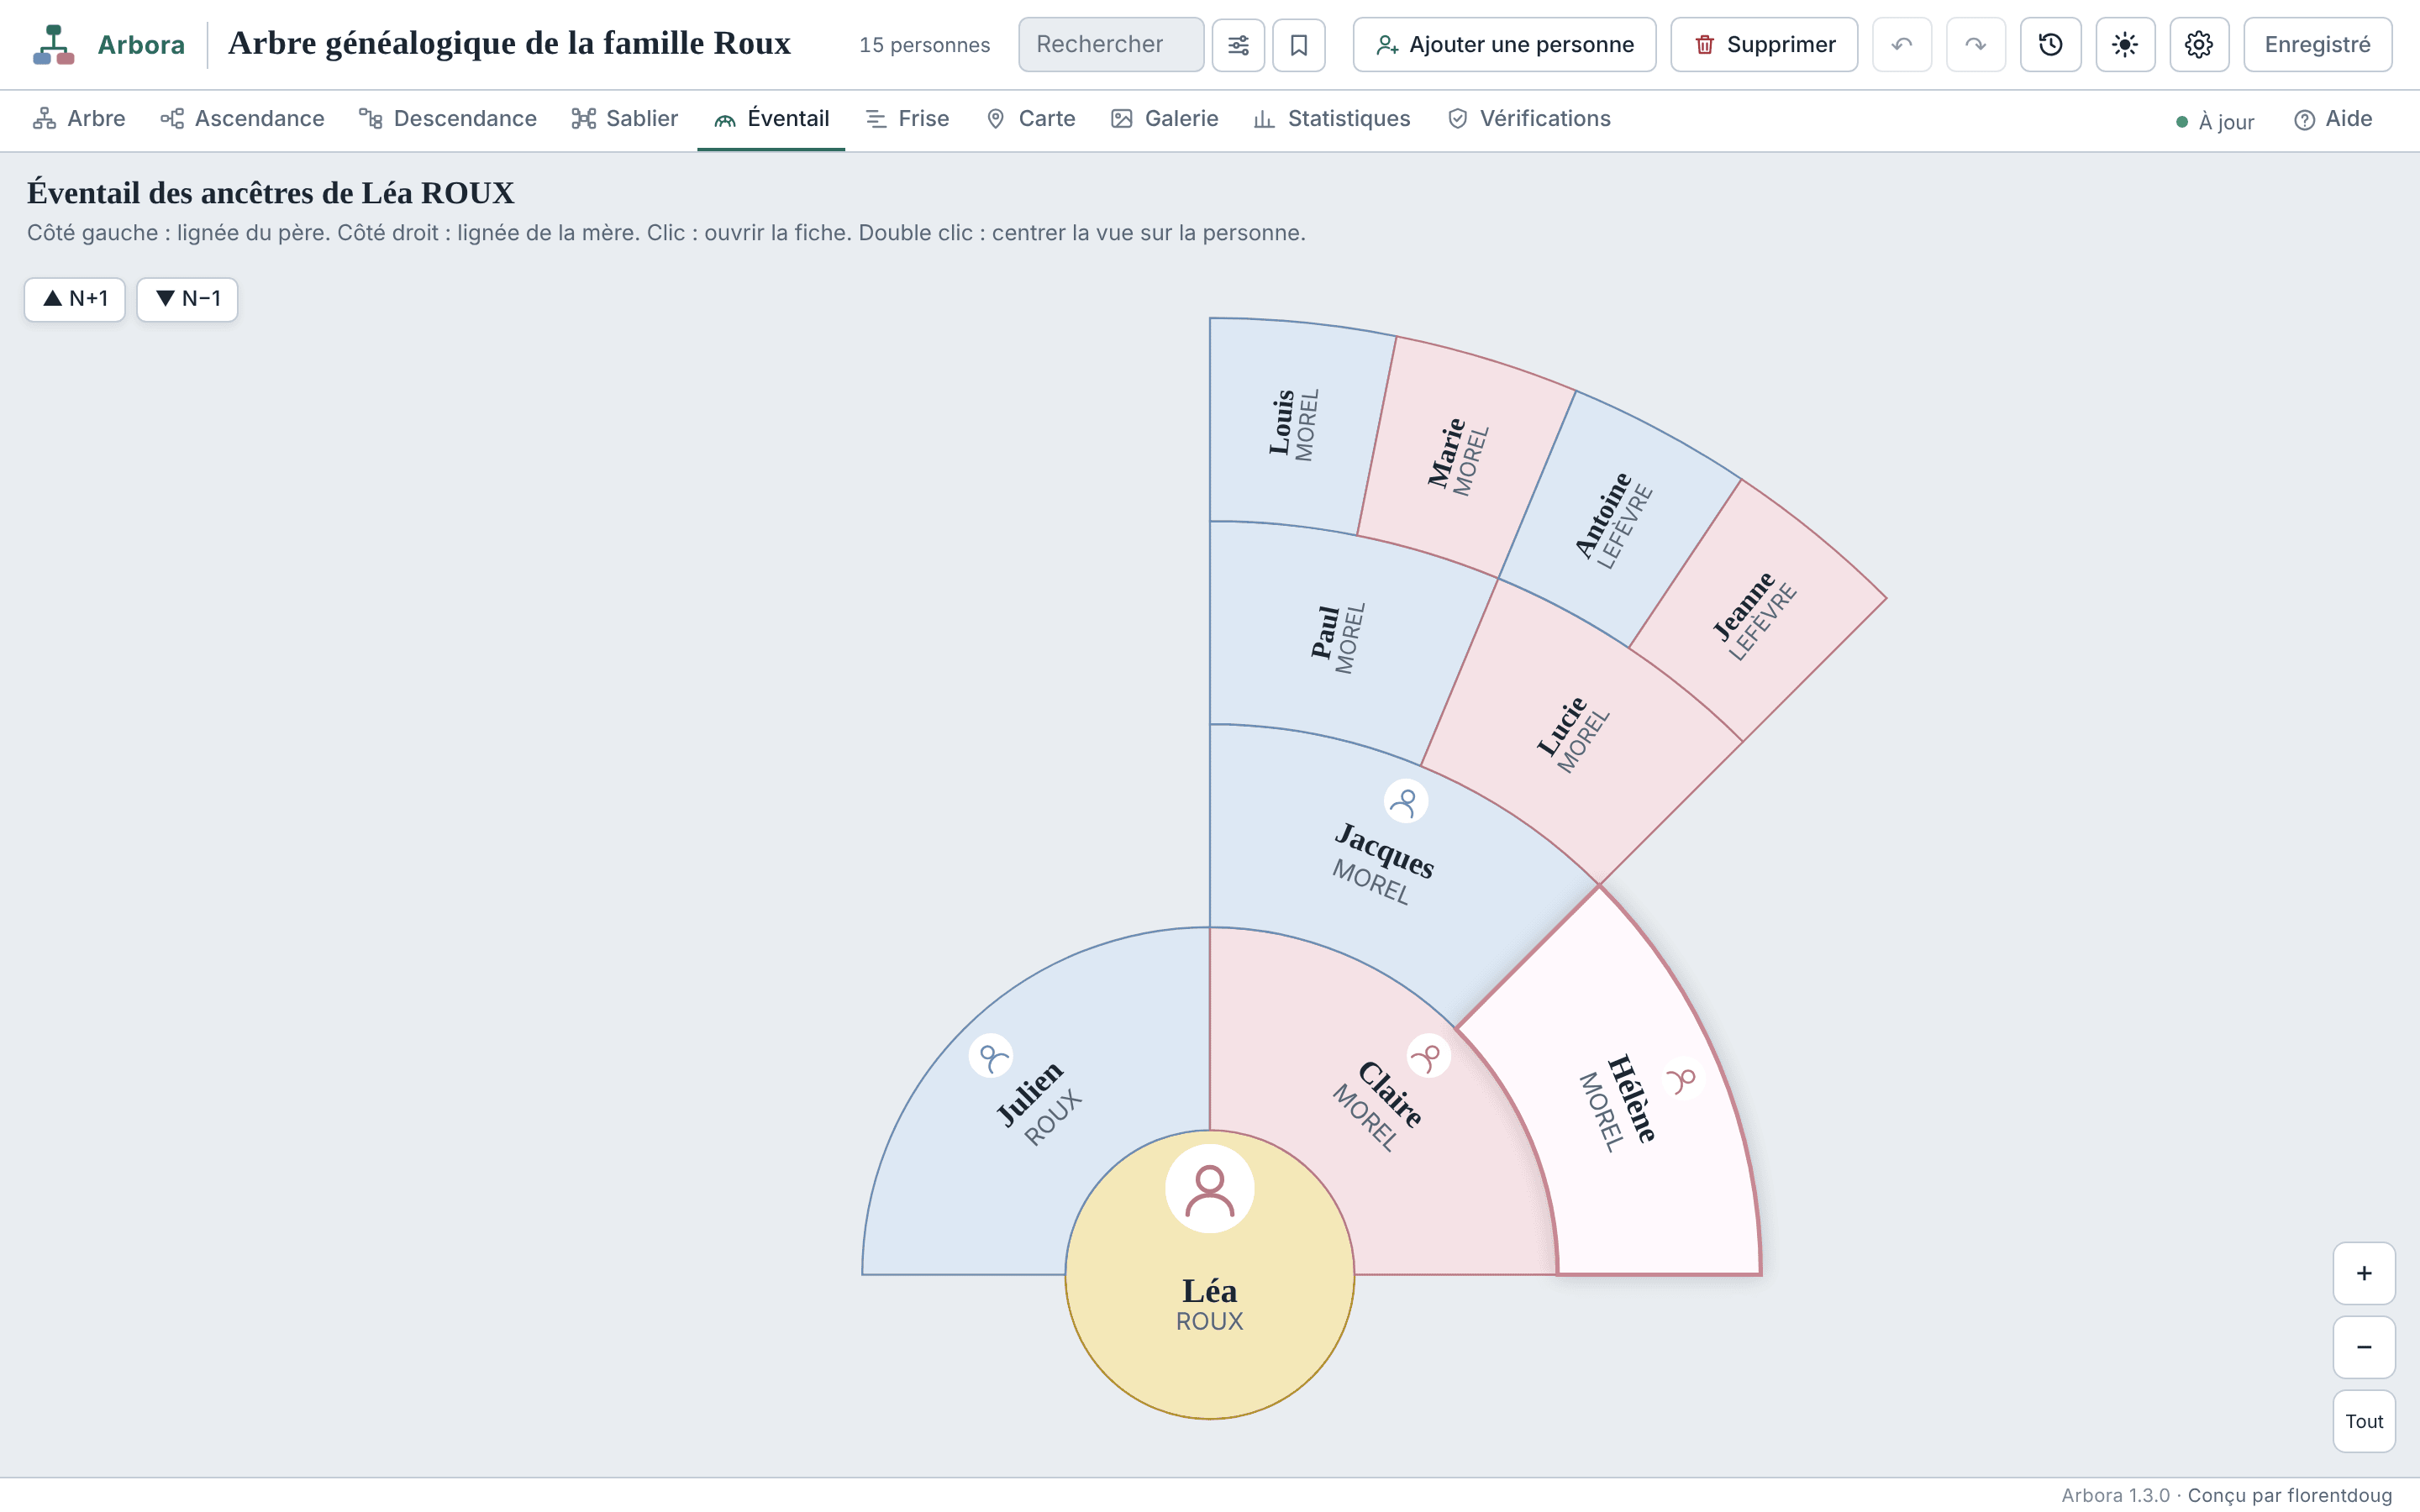 Arbora
Arbre généalogique de la famille Roux
15 personnes
Rechercher
Ajouter une personne
Supprimer
Enregistré
Arbre
Ascendance
Descendance
Sablier
Éventail
Frise
Carte
Galerie
Statistiques
Vérifications
À jour
Aide
Éventail des ancêtres de Léa ROUX
Côté gauche : lignée du père. Côté droit : lignée de la mère. Clic : ouvrir la fiche. Double clic : centrer la vue sur la personne.
▲ N+1
▼ N−1
Louis
MOREL
Marie
MOREL
Antoine
LEFÈVRE
Jeanne
LEFÈVRE
Paul
MOREL
Lucie
MOREL
Jacques
MOREL
Hélène
MOREL
Julien
ROUX
Claire
MOREL
Léa
ROUX
+
−
Tout
Arbora 1.3.0 · Conçu par florentdoug